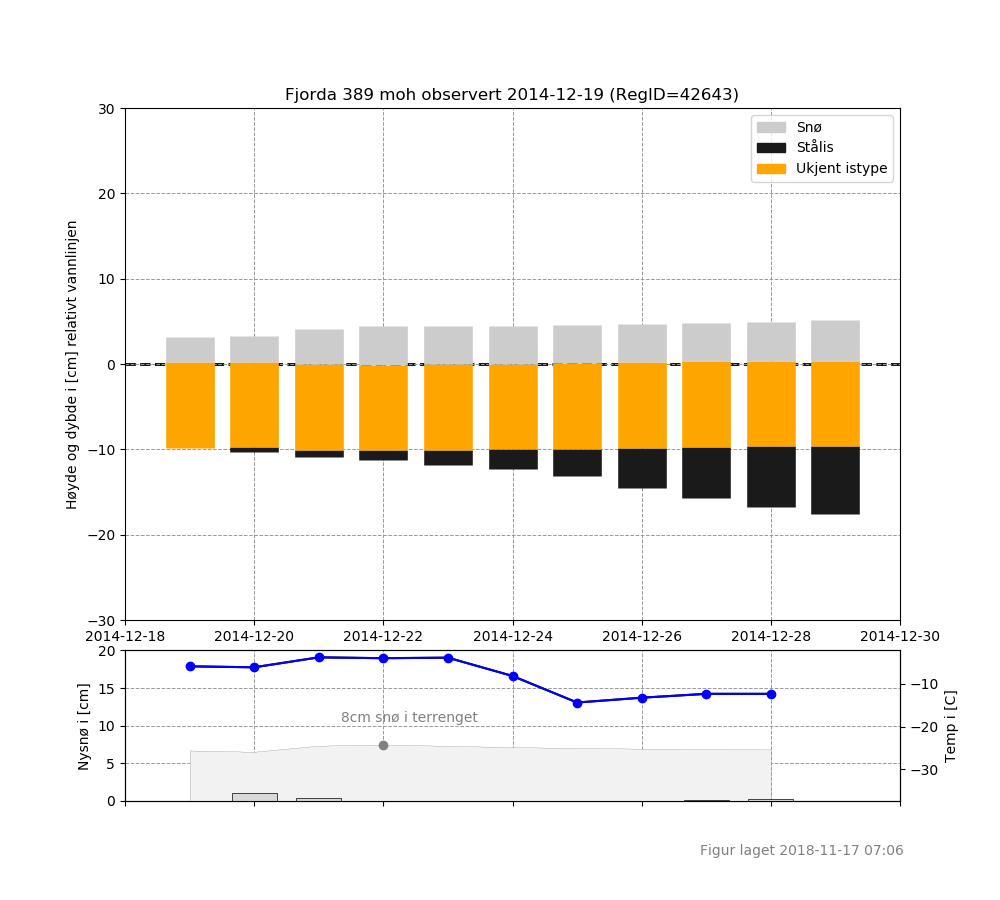 Fjorda 389 moh observert 2014-12-19 (RegID=42643)
Høyde og dybde i [cm] relativt vannlinjen
30
20
10
0
−10
−20
−30
Snø
Stålis
Ukjent istype
2014-12-18 2014-12-20 2014-12-22 2014-12-24 2014-12-26 2014-12-28 2014-12-30
Nysnø i [cm]
20
15
10
5
0
8cm snø i terrenget
−10
−20
−30
Temp i [C]
Figur laget 2018-11-17 07:06